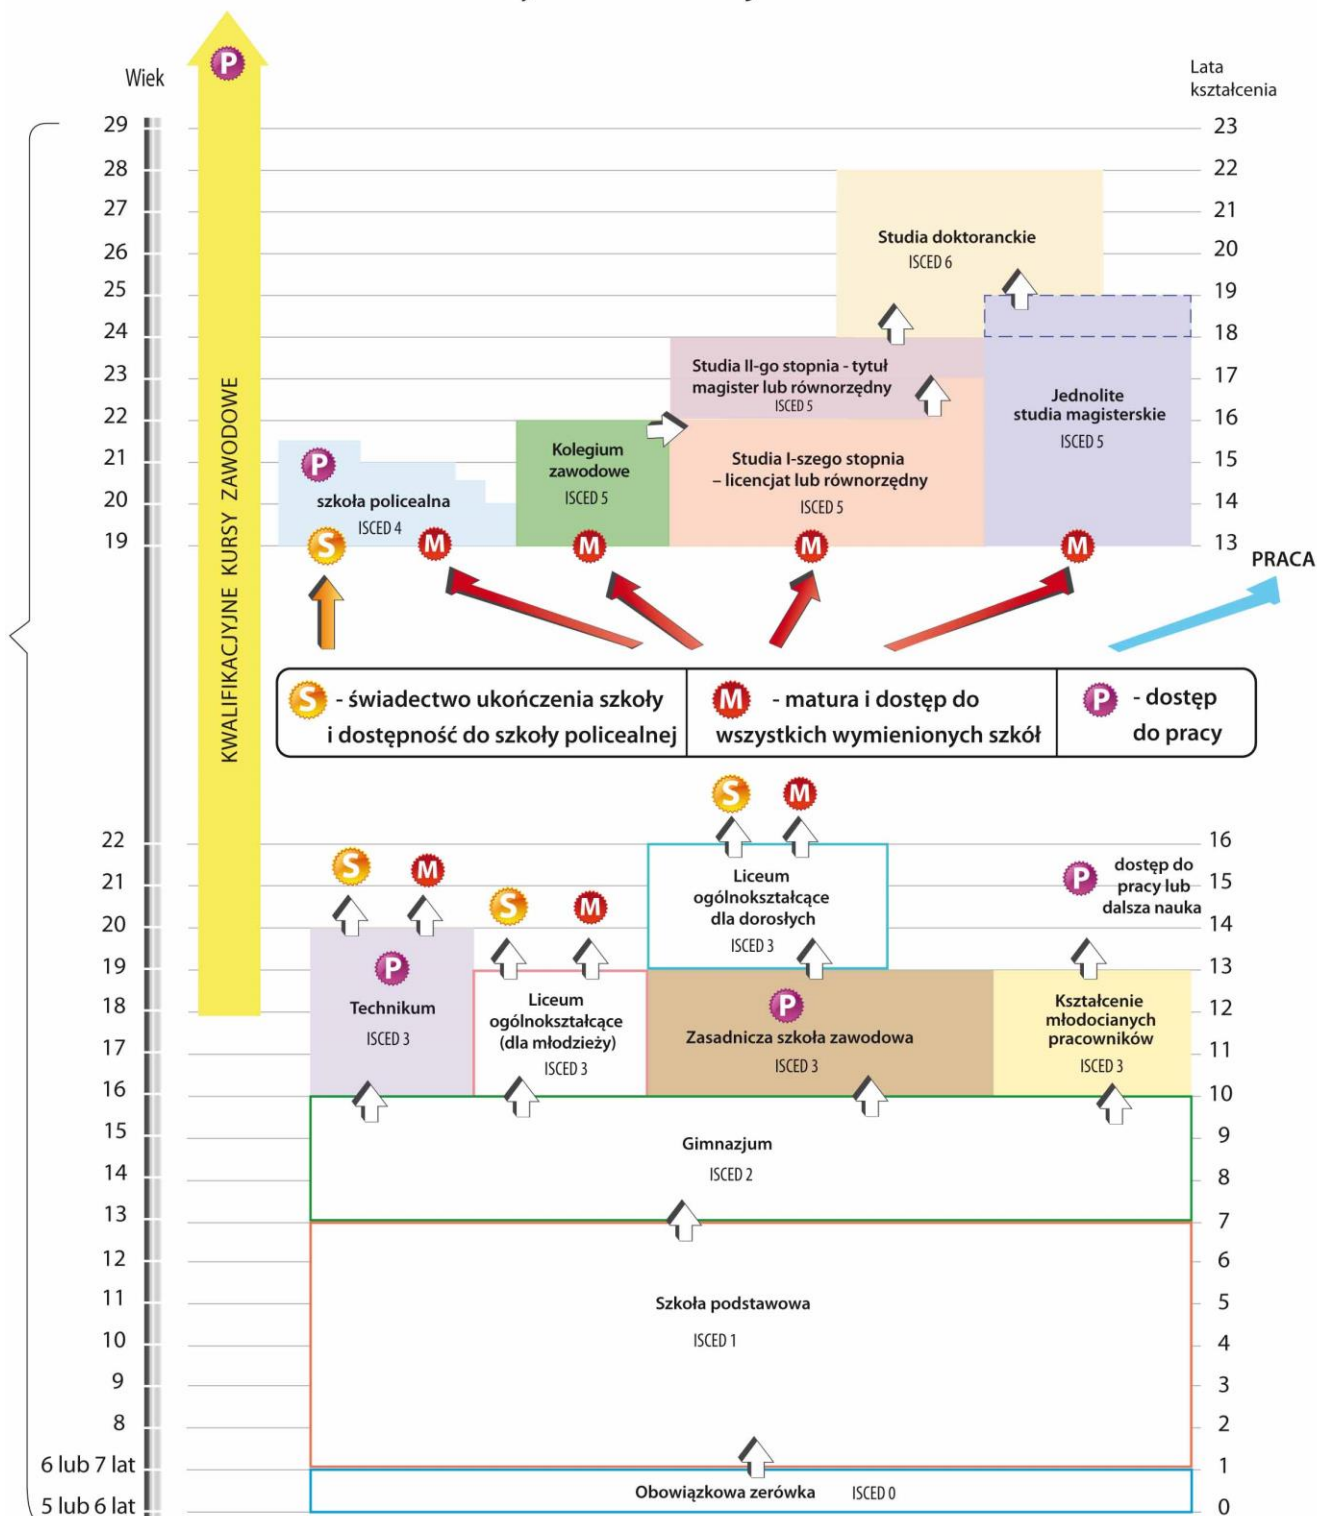 Wiek
P
Lata
kształcenia
29
23
28
22
27
21
26
20
Studia doktoranckie
ISCED 6
25
19
24
18
23
17
Studia II-go stopnia - tytuł
magister lub równorzędny
ISCED 5
22
16
Jednolite
studia magisterskie
ISCED 5
Kolegium
zawodowe
ISCED 5
Studia I-szego stopnia
– licencjat lub równorzędny
ISCED 5
21
15
P
20
14
szkoła policealna
ISCED 4
19
13
S
M
M
M
M
PRACA
KWALIFIKACYJNE KURSY ZAWODOWE
S - świadectwo ukończenia szkoły
i dostępność do szkoły policealnej
M - matura i dostęp do
wszystkich wymienionych szkół
P - dostęp
do pracy
S
M
22
16
21
15
S
M
S
M
Liceum
ogólnokształcące
dla dorosłych
ISCED 3
P
dostęp do
pracy lub
dalsza nauka
20
14
19
13
P
Technikum
ISCED 3
Liceum
ogólnokształcące
(dla młodzieży)
ISCED 3
P
Zasadnicza szkoła zawodowa
ISCED 3
Kształcenie
młodocianych
pracowników
ISCED 3
18
12
17
11
16
10
15
9
Gimnazjum
ISCED 2
14
8
13
7
12
6
11
5
Szkoła podstawowa
ISCED 1
10
4
9
3
8
2
6 lub 7 lat
1
Obowiązkowa zerówka ISCED 0
5 lub 6 lat
0